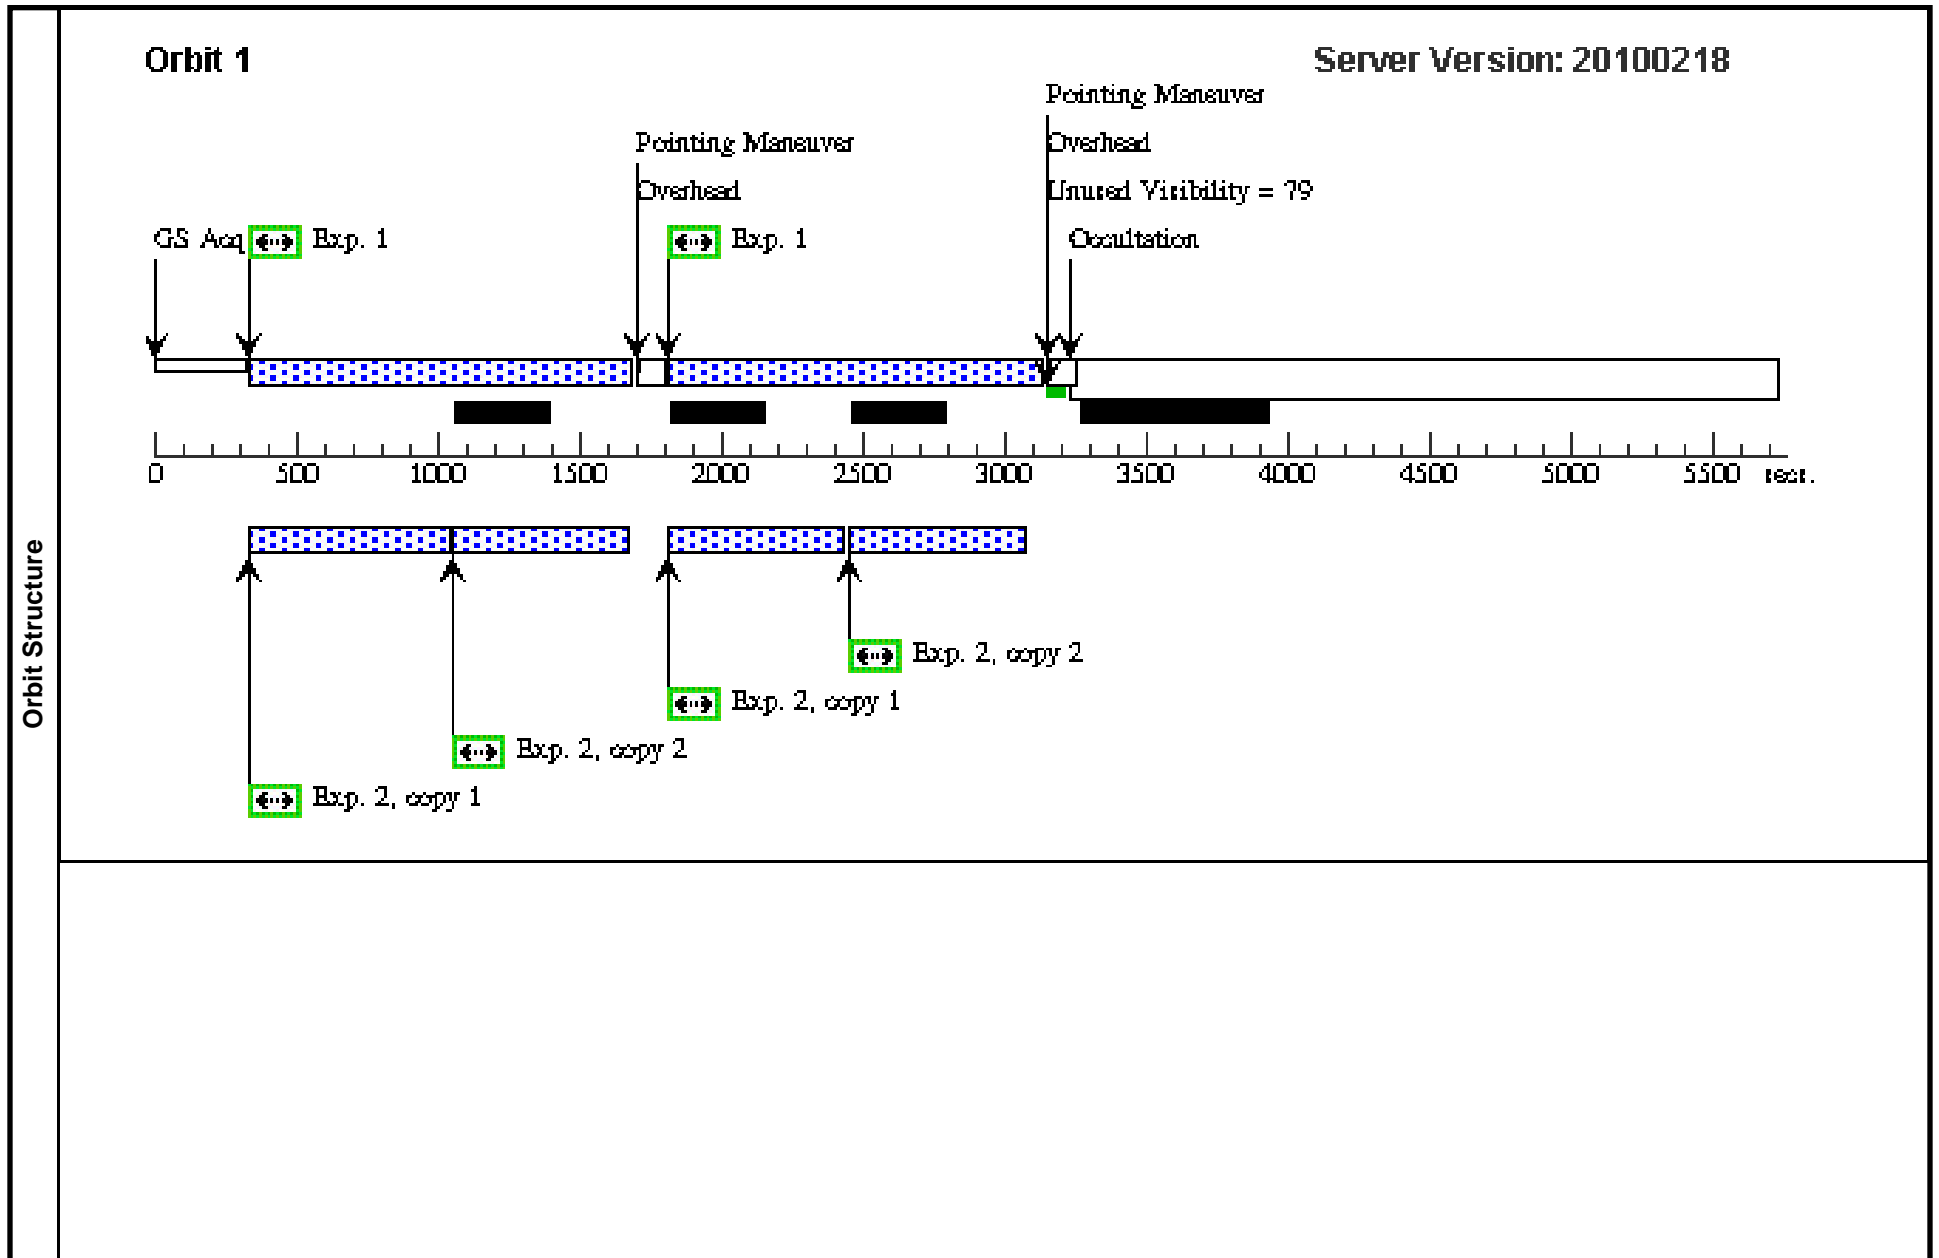 Orbit 1
Server Version: 20100218
Pointing Maneuver
Pointing Maneuver
Overhead
Overhead
Unused Visibility = 79
GS Acq
Exp. 1
Exp. 1
Occultation
0 500 1000 1500 2000 2500 3000 3500 4000 4500 5000 5500 secs.
Exp. 2, copy 2
Exp. 2, copy 1
Exp. 2, copy 2
Exp. 2, copy 1
Orbit Structure